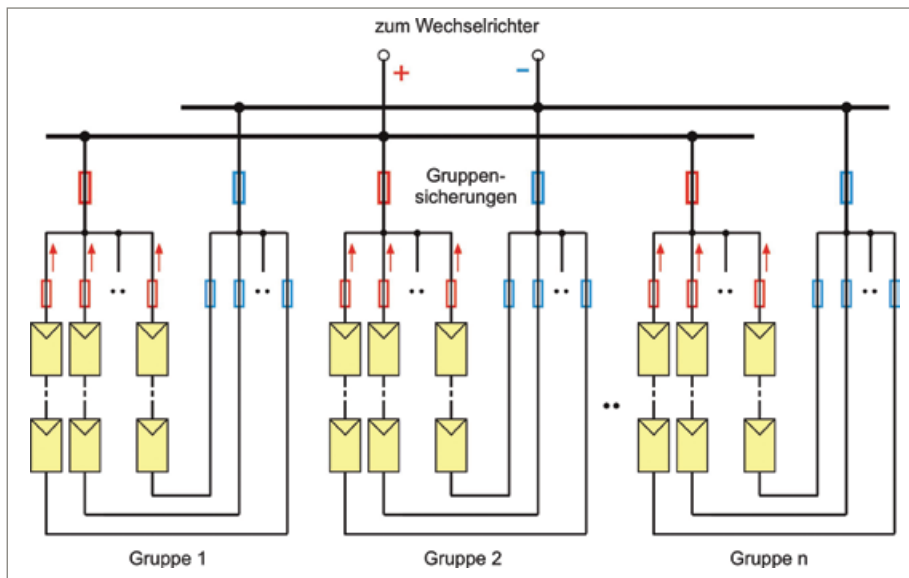 zum Wechselrichter
+
−
Gruppen-
sicherungen
Gruppe 1
Gruppe 2
Gruppe n